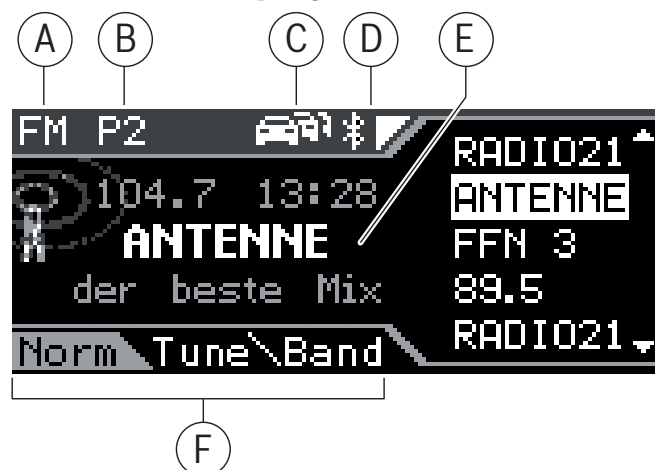 A B C D E
FM P2
104.7 13:28
ANTENNE
der beste Mix
Norm Tune Band
RADIO21
ANTENNE
FFN 3
89.5
RADIO21
F